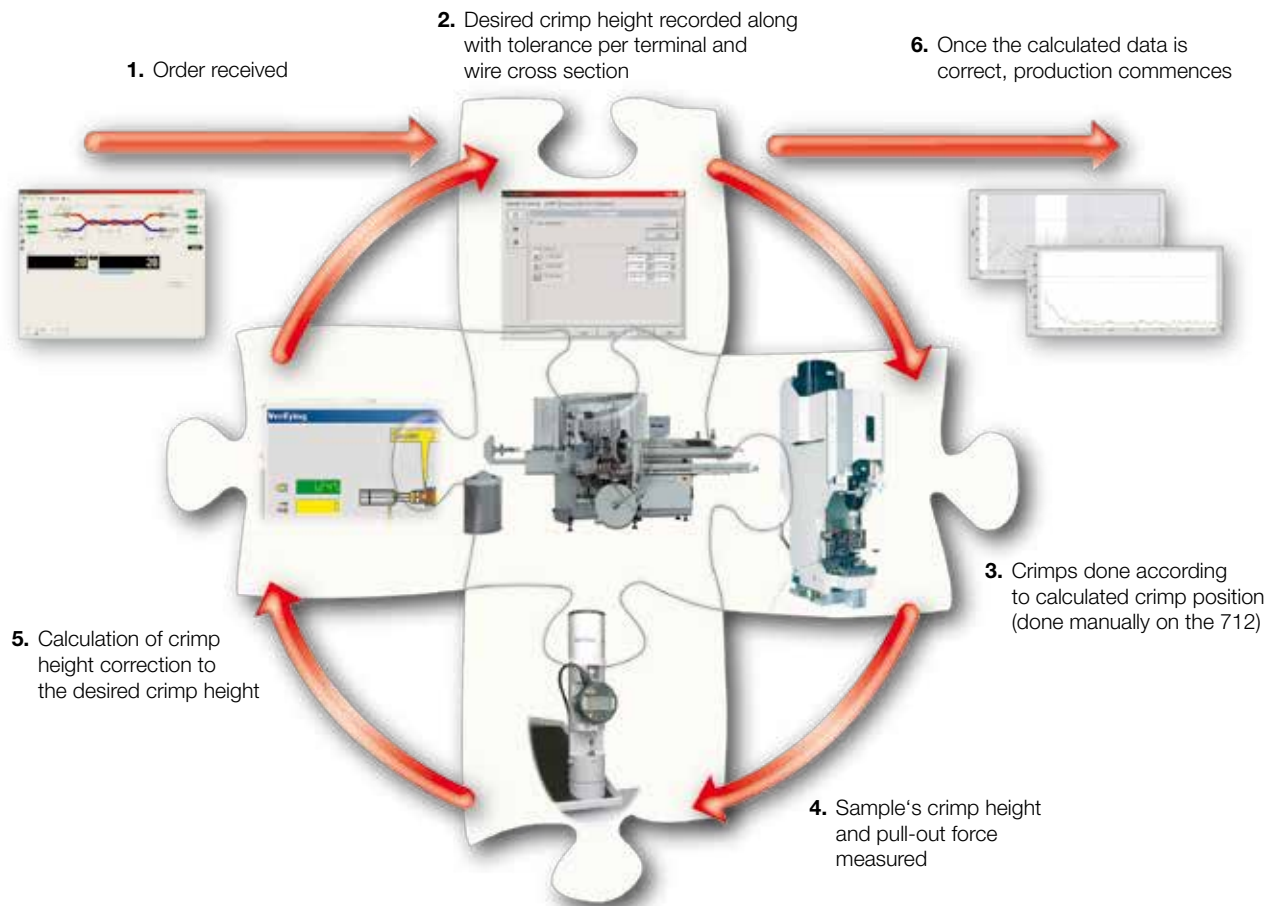 1. Order received
2. Desired crimp height recorded along
with tolerance per terminal and
wire cross section
6. Once the calculated data is
correct, production commences
Verifying
3. Crimps done according
to calculated crimp position
(done manually on the 712)
4. Sample‘s crimp height
and pull-out force
measured
5. Calculation of crimp
height correction to
the desired crimp height